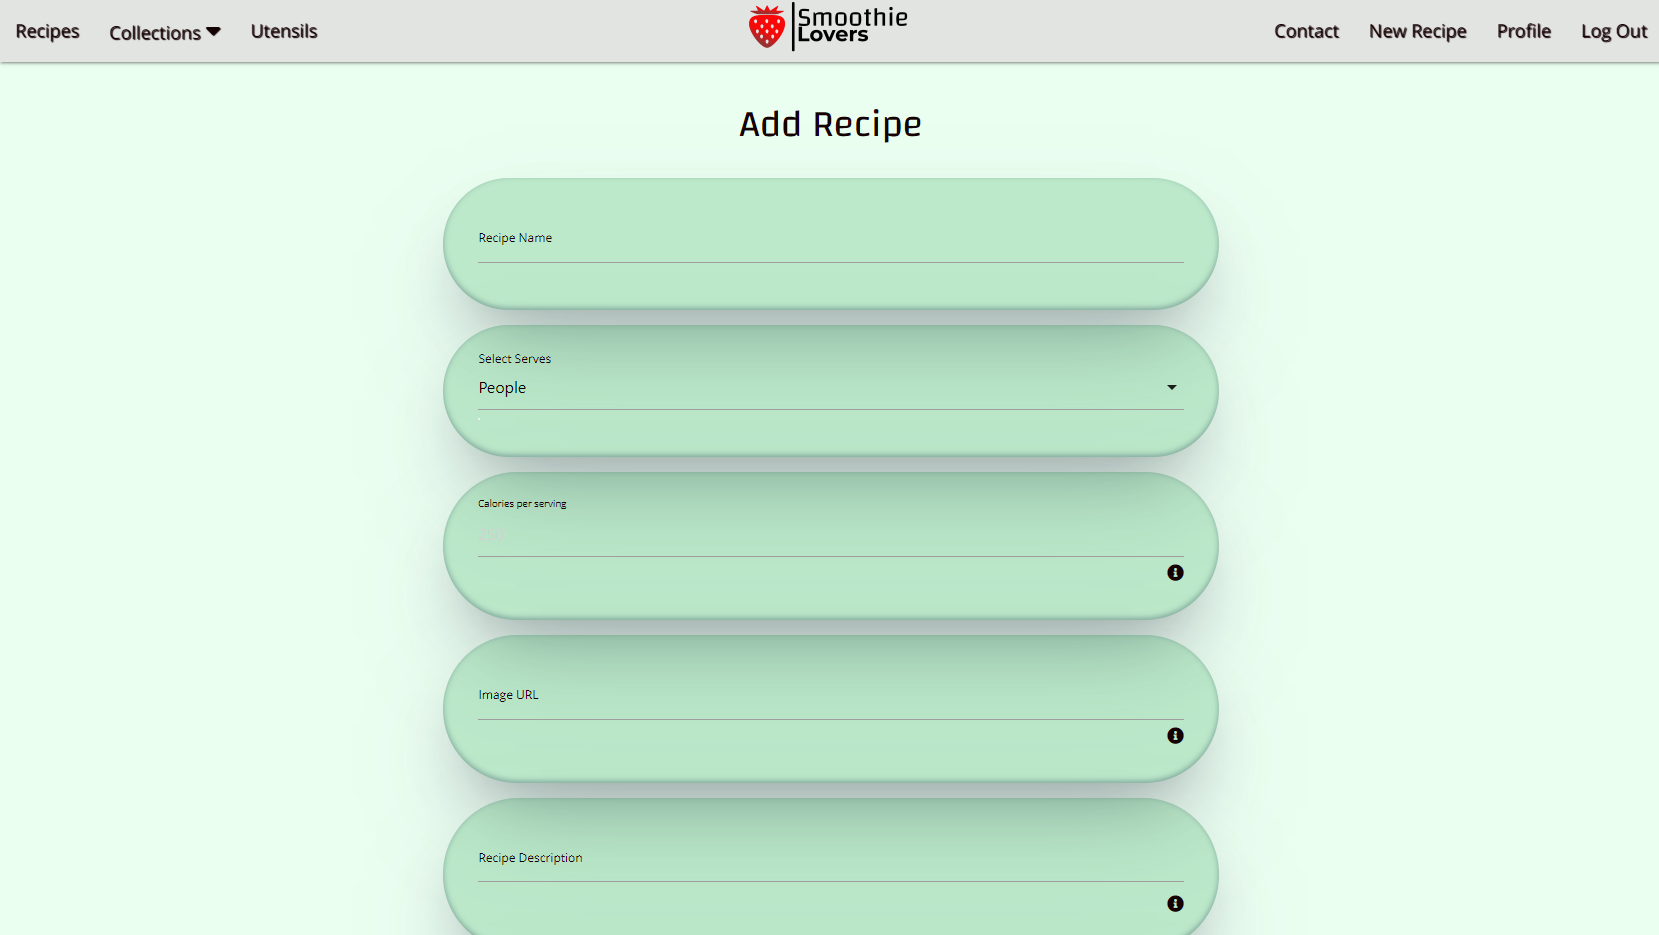 Recipes
Collections
Utensils
Smoothie
Lovers
Contact
New Recipe
Profile
Log Out
Add Recipe
Recipe Name
Select Serves
People
Calories per serving
Image URL
Recipe Description